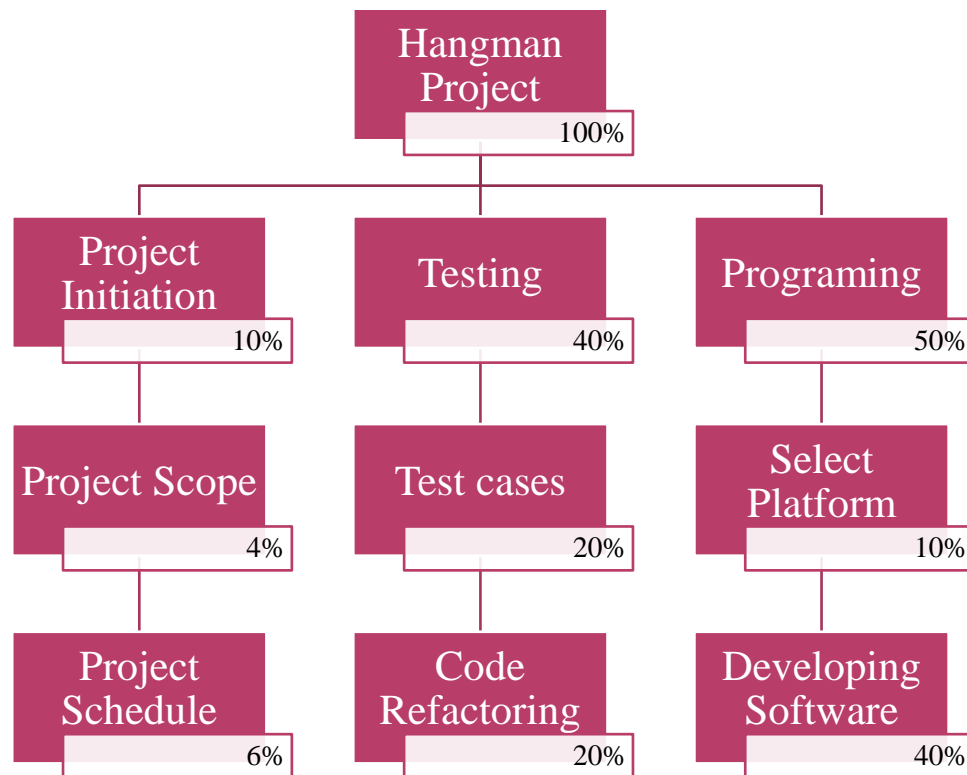 Hangman
Project
100%
Project
Initiation
10%
Testing
40%
Programing
50%
Project Scope
4%
Test cases
20%
Select
Platform
10%
Project
Schedule
6%
Code
Refactoring
20%
Developing
Software
40%